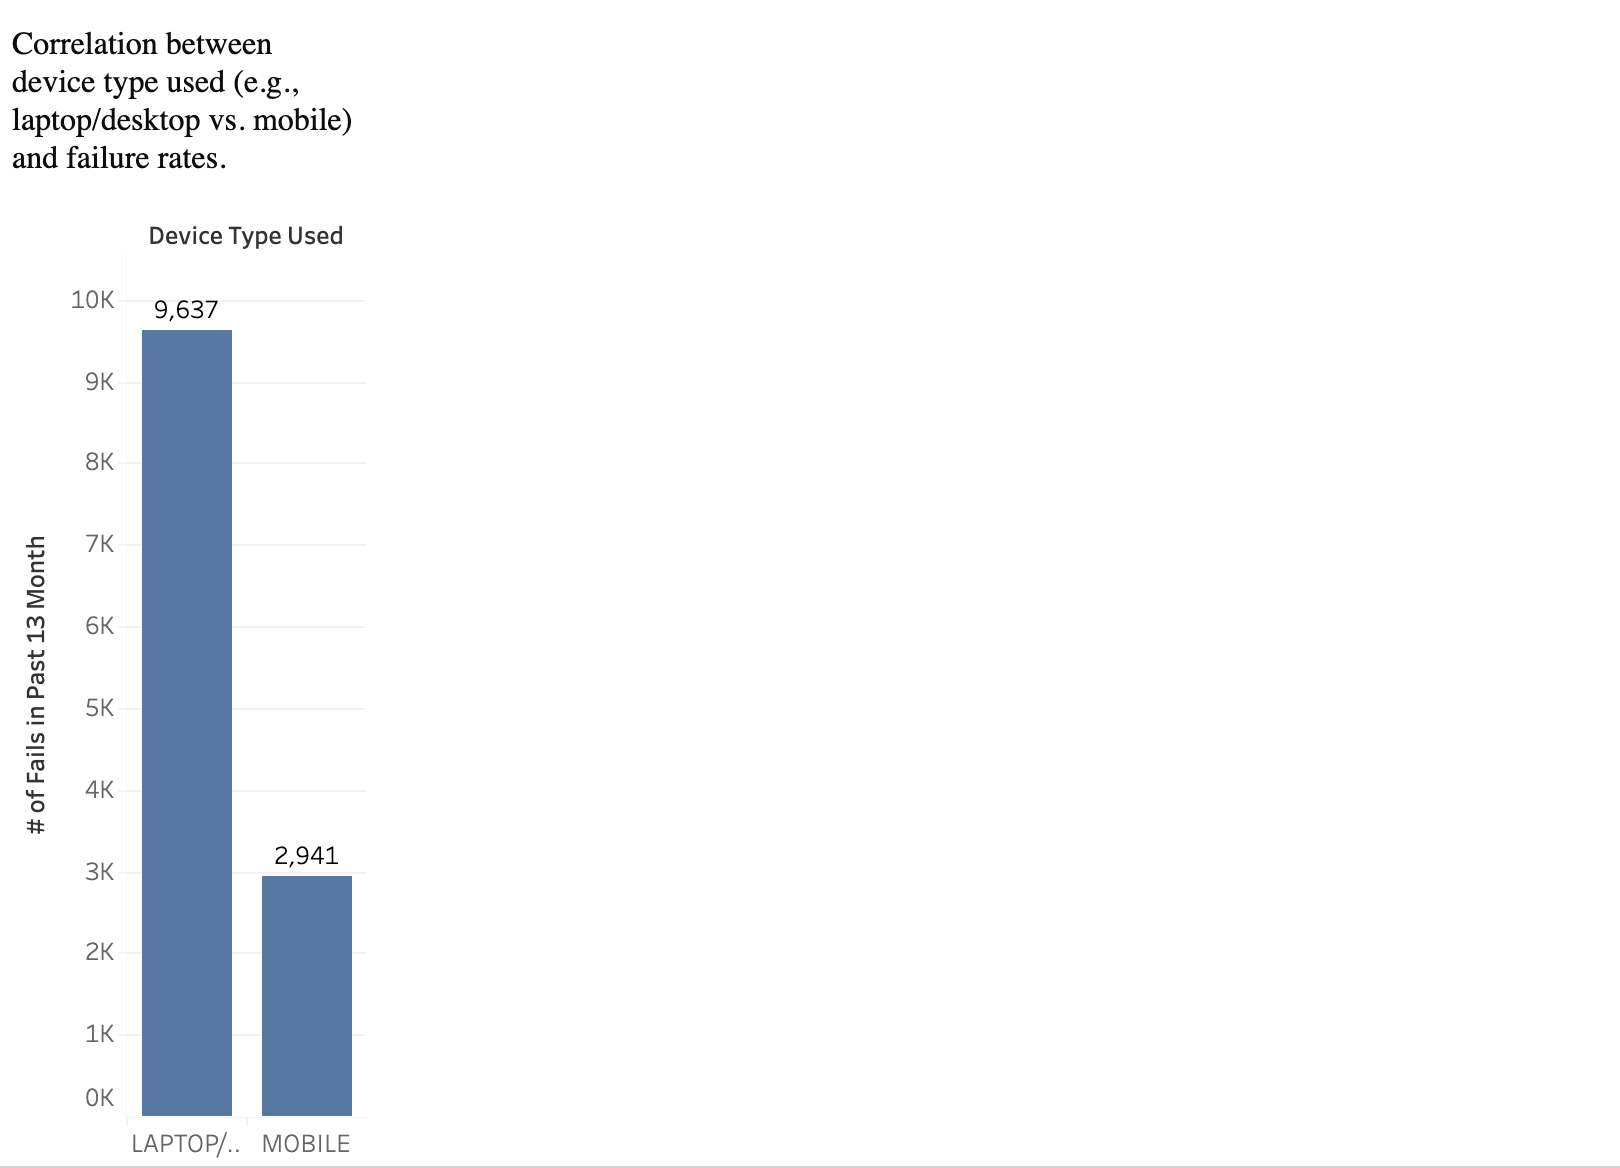 Correlation between
device type used (e.g.,
laptop/desktop vs. mobile)
and failure rates.
Device Type Used
10K
9,637
9K
8K
7K
6K
5K
4K
2,941
3K
2K
1K
0K
# of Fails in Past 13 Month
LAPTOP/.. MOBILE